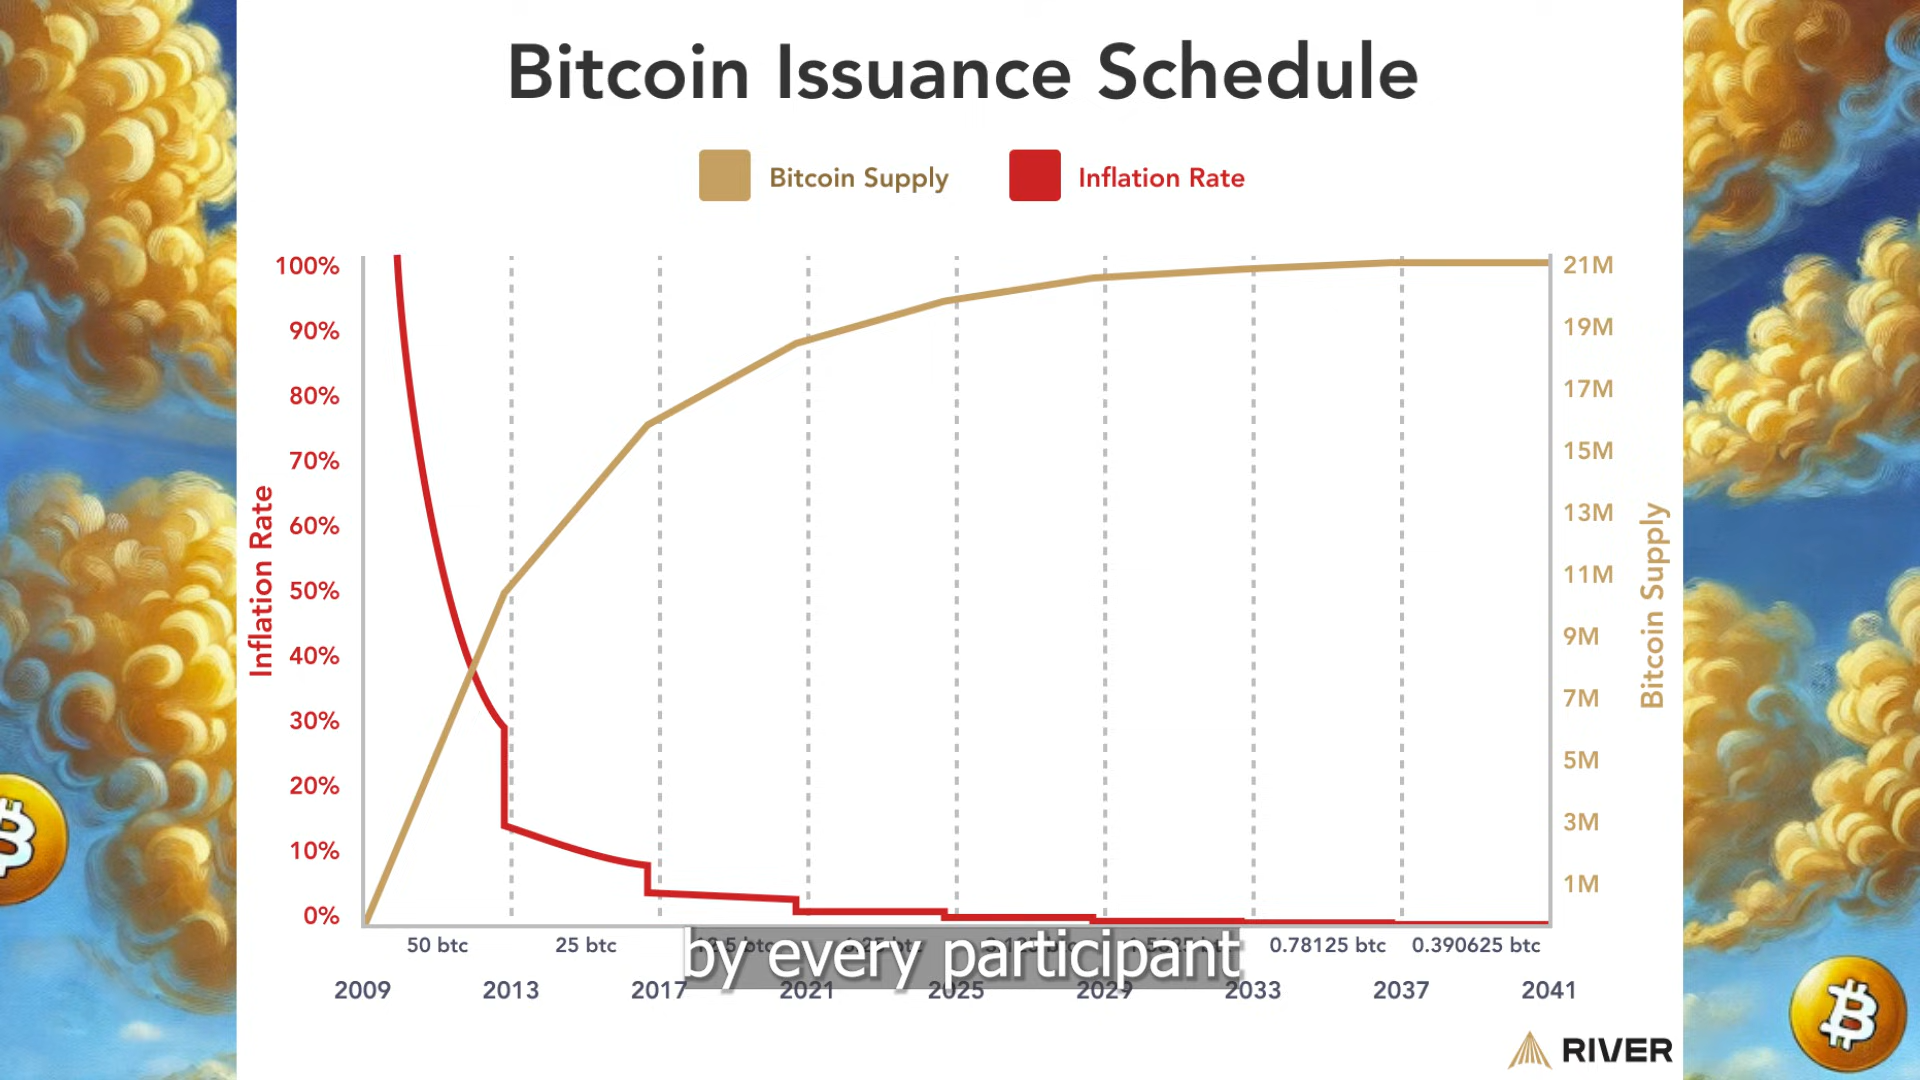 Bitcoin Issuance Schedule
Bitcoin Supply
Inflation Rate
100%
90%
80%
70%
60%
50%
40%
30%
20%
10%
0%
Inflation Rate
21M
19M
17M
15M
13M
11M
9M
7M
5M
3M
1M
Bitcoin Supply
50 btc
25 btc
0.78125 btc
0.390625 btc
by every participant
2009
2013
2017
2021
2025
2029
2033
2037
2041
RIVER